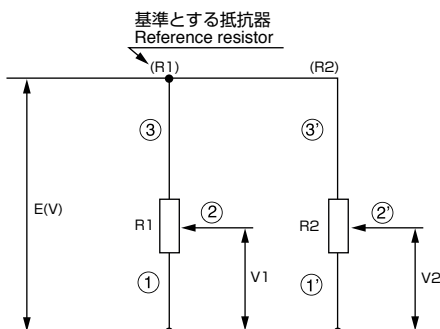 基準とする抵抗器
Reference resistor
(R1)
(R2)
③
③'
E(V)
R1
②
R2
②'
①
V1
①'
V2